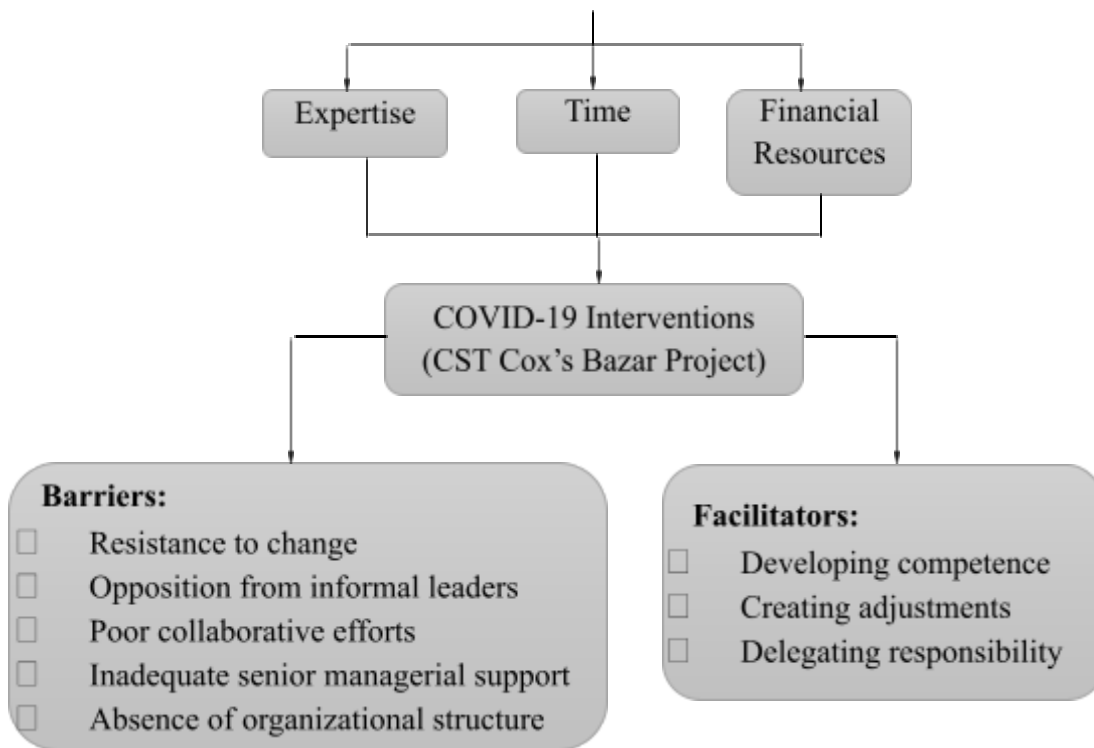 Expertise
Time
Financial
Resources
COVID-19 Interventions
(CST Cox’s Bazar Project)
Barriers:
Resistance to change
Opposition from informal leaders
Poor collaborative efforts
Inadequate senior managerial support
Absence of organizational structure
Facilitators:
Developing competence
Creating adjustments
Delegating responsibility